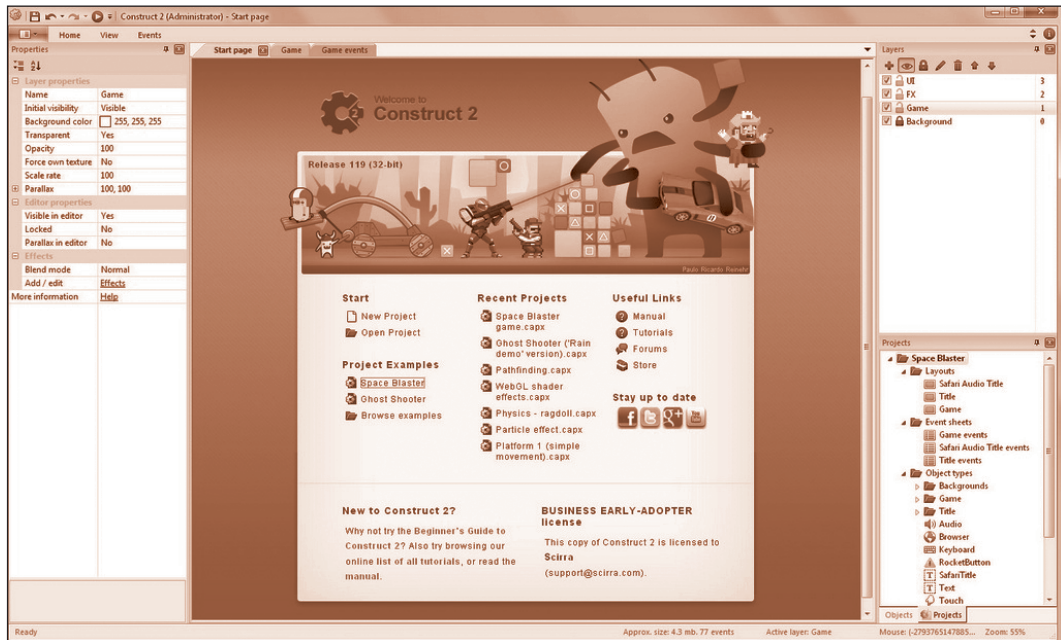 Construct 2 (Administrator) - Start page
Home View Events
Properties
Layer properties
Name Game
Initial visibility Visible
Background color 255, 255, 255
Transparent Yes
Opacity 100
Force own texture No
Scale rate 100
Parallax 100, 100
Editor properties
Visible in editor Yes
Locked No
Parallax in editor No
Effects
Blend mode Normal
Add / edit Effects
More information Help
Start page Game Game events
Welcome to
Construct 2
Release 119 (32-bit)
Paulo Ricardo Reinehr
Start
New Project
Open Project
Project Examples
Space Blaster
Ghost Shooter
Browse examples
Recent Projects
Space Blaster
game.capx
Ghost Shooter ('Rain
demo' version).capx
Pathfinding.capx
WebGL shader
effects.capx
Physics - ragdoll.capx
Particle effect.capx
Platform 1 (simple
movement).capx
Useful Links
Manual
Tutorials
Forums
Store
Stay up to date
New to Construct 2?
Why not try the Beginner's Guide to
Construct 2? Also try browsing our
online list of all tutorials, or read the
manual.
BUSINESS EARLY-ADOPTER
license
This copy of Construct 2 is licensed to
Scirra
(support@scirra.com).
Layers
UI 3
FX 2
Game 1
Background 0
Projects
Space Blaster
Layouts
Safari Audio Title
Title
Game
Event sheets
Game events
Safari Audio Title events
Title events
Object types
Backgrounds
Game
Title
Audio
Browser
Keyboard
RocketButton
SafariTitle
Text
Touch
Objects Projects
Ready Approx. size: 4.3 mb. 77 events Active layer: Game Mouse: (-2793765147885... Zoom: 55%